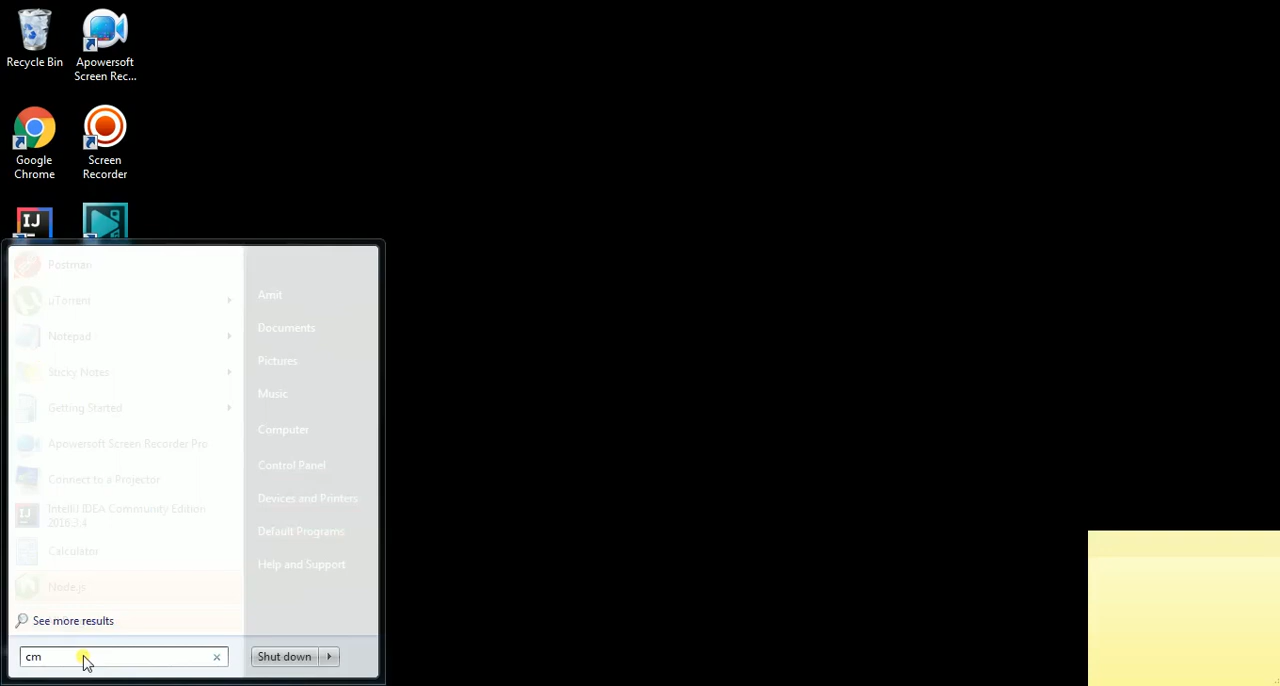 Recycle Bin
Apowersoft
Screen Rec...
Google
Chrome
Screen
Recorder
IJ
Postman
uTorrent
Notepad
Sticky Notes
Getting Started
Apowersoft Screen Recorder Pro
Connect to a Projector
IntelliJ IDEA Community Edition
2016.3.4
Calculator
Node.js
See more results
cm
Amit
Documents
Pictures
Music
Computer
Control Panel
Devices and Printers
Default Programs
Help and Support
Shut down